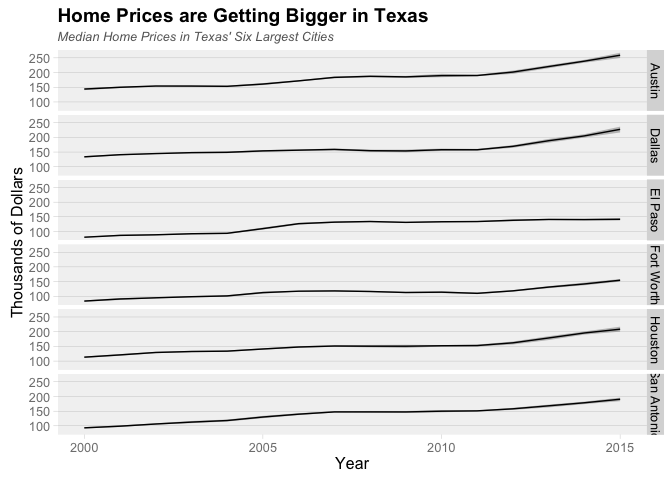 Home Prices are Getting Bigger in Texas
Median Home Prices in Texas' Six Largest Cities
Thousands of Dollars
250
200
150
100
Austin
250
200
150
100
Dallas
250
200
150
100
El Paso
250
200
150
100
Fort Worth
250
200
150
100
Houston
250
200
150
100
San Antonio
2000
2005
2010
2015
Year